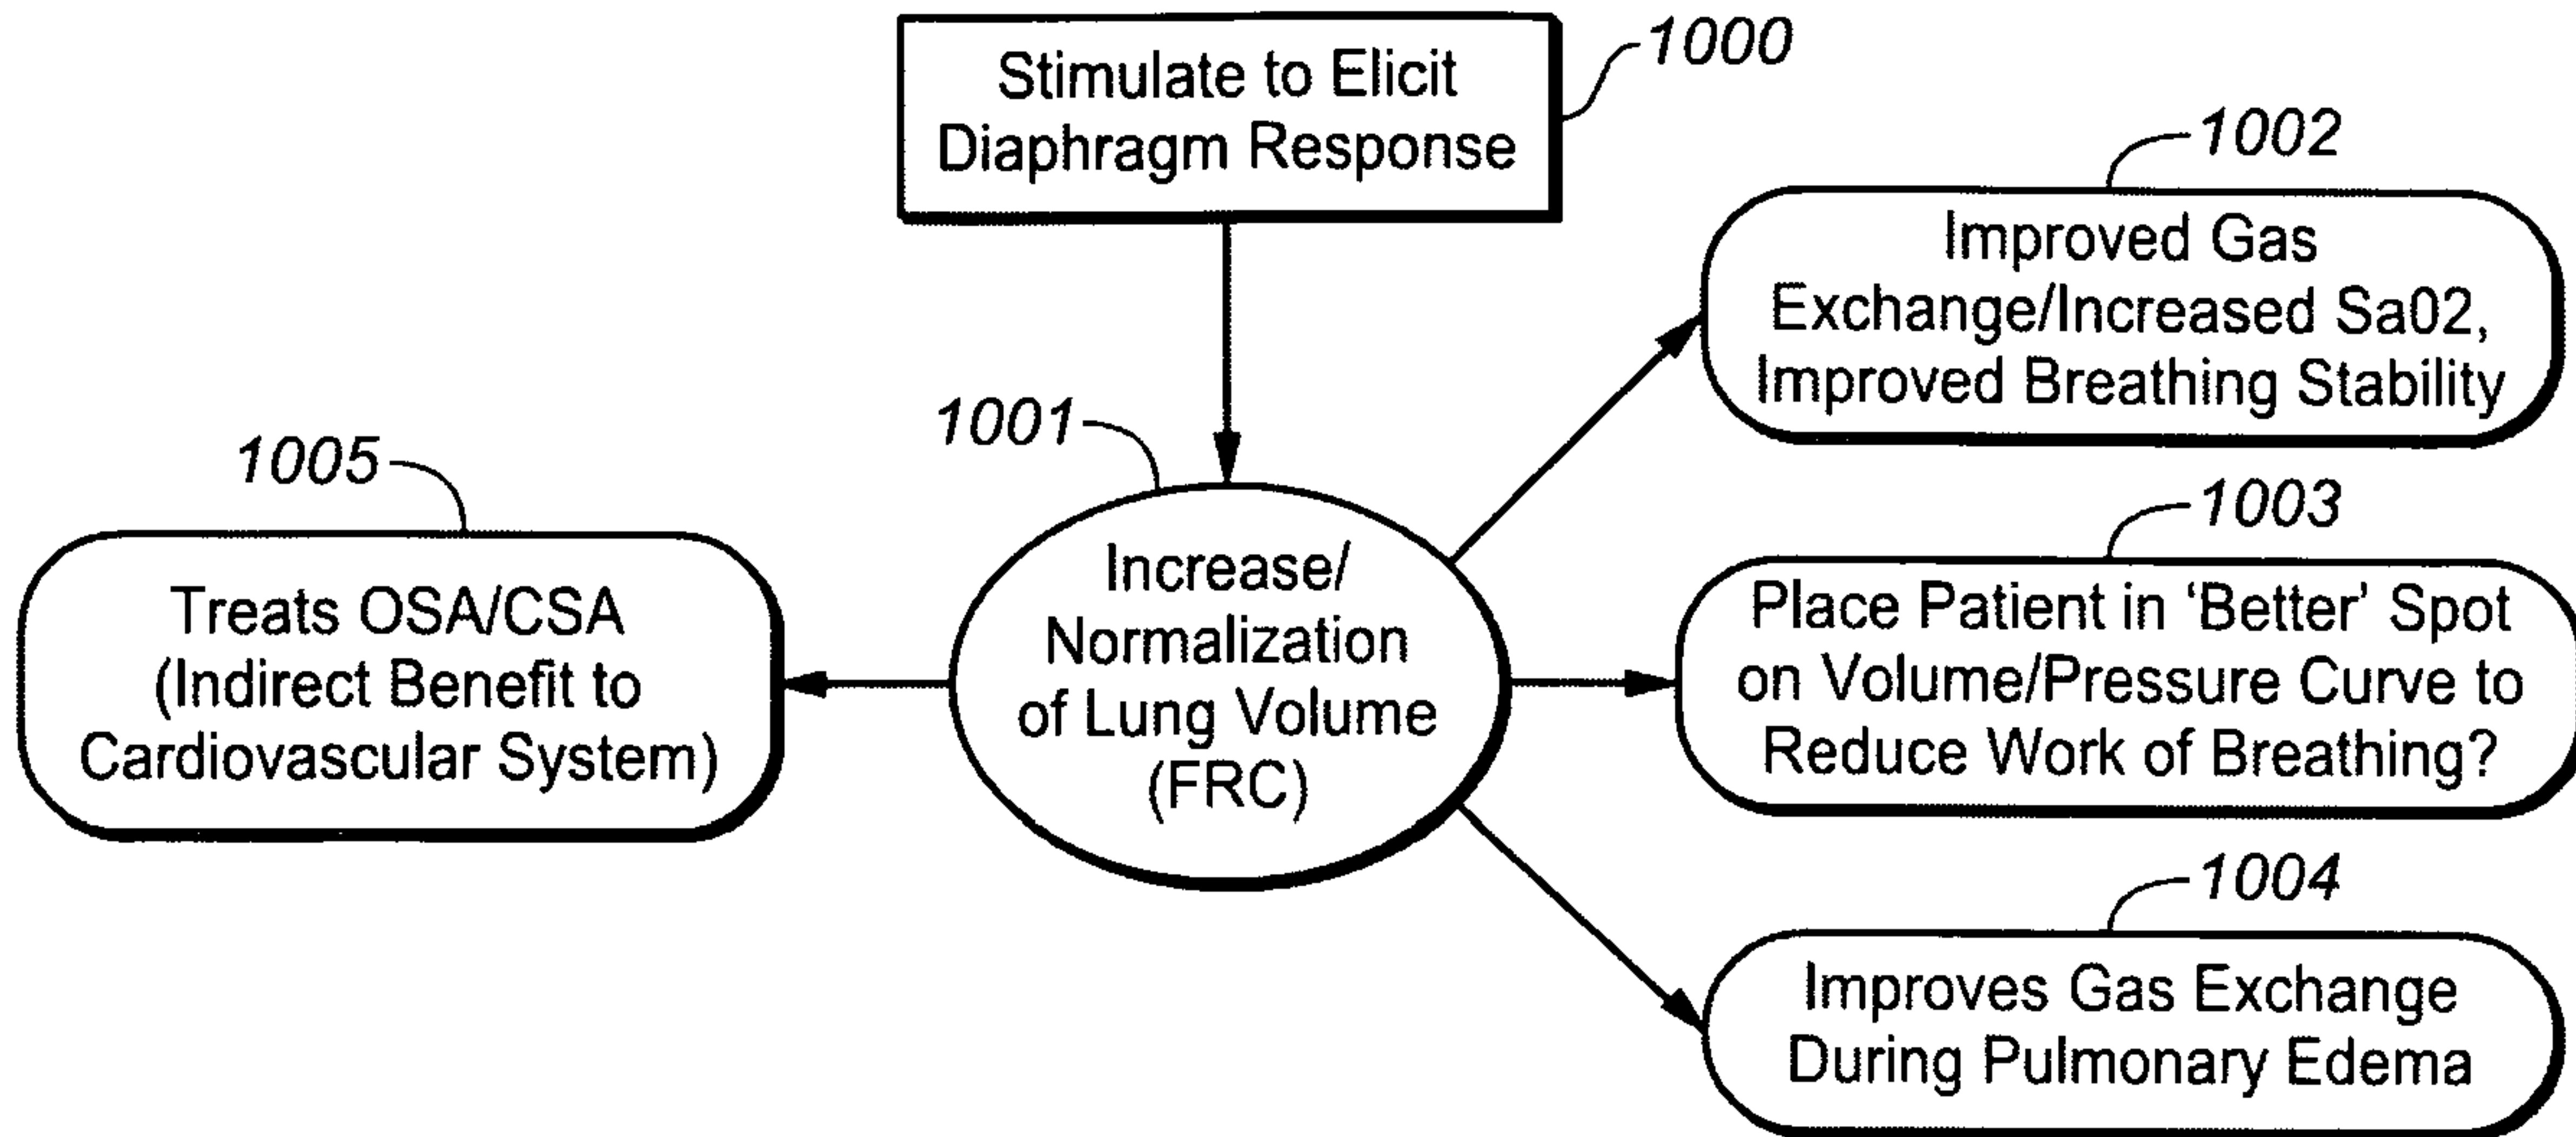 Stimulate to Elicit
Diaphragm Response
1000
1002
Improved Gas
Exchange/Increased Sa02,
Improved Breathing Stability
1001
1005
Increase/
Normalization
of Lung Volume
(FRC)
Treats OSA/CSA
(Indirect Benefit to
Cardiovascular System)
1003
Place Patient in ‘Better’ Spot
on Volume/Pressure Curve to
Reduce Work of Breathing?
1004
Improves Gas Exchange
During Pulmonary Edema